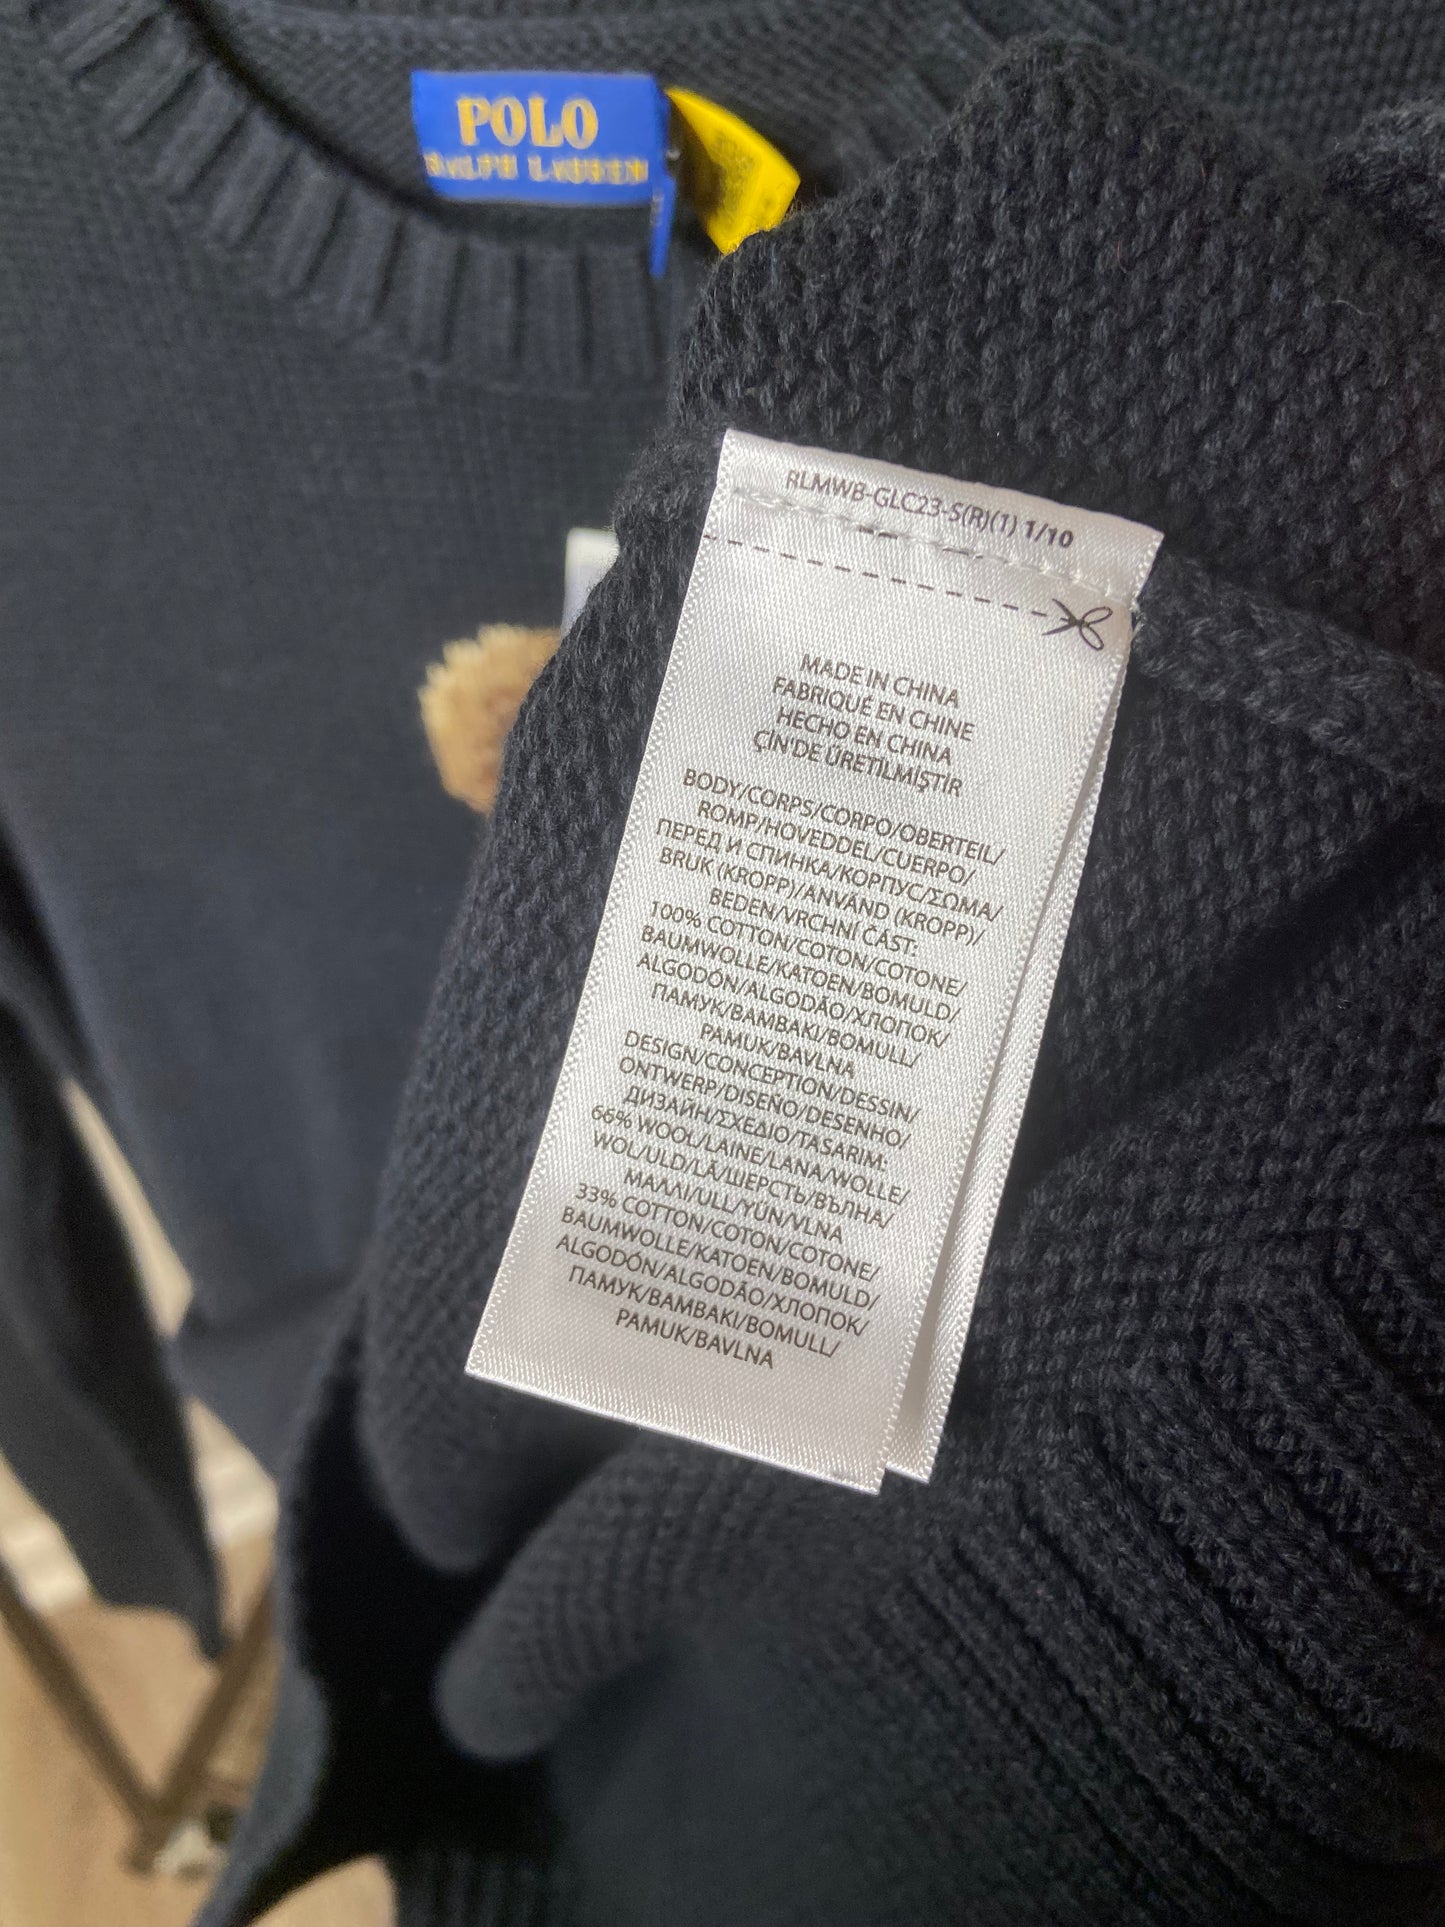 POLO
RALPH LAUREN
RLMWB-GLC23-S(R)(1) 1/10
MADE IN CHINA
FABRIQUÉ EN CHINE
HECHO EN CHINA
ÇİN'DE ÜRETİLMİŞTİR
BODY/CORPS/CORPO/OBERTEIL/
ROMP/HOVEDDEL/CUERPO/
ПЕРЕД И СПИНКА/КОРПУС/ΣΩΜΑ/
BRUK (KROPP)/ANVÄND (KROPP)/
BEDEN/VRCHNÍ ČÁST:
100% COTTON/COTON/COTONE/
BAUMWOLLE/KATOEN/BOMULD/
ALGODÓN/ALGODÃO/ХЛОПОК/
ПАМУК/ΒΑΜΒΑΚΙ/BOMULL/
PAMUK/BAVLNA
DESIGN/CONCEPTION/DESSIN/
ONTWERP/DISEÑO/DESENHO/
ДИЗАЙН/ΣΧΕΔΙΟ/TASARIM:
66% WOOL/LAINE/LANA/WOLLE/
WOL/ULD/LÃ/ШЕРСТЬ/ВЪЛНА/
ΜΑΛΛΙ/ULL/YÜN/VLNA
33% COTTON/COTON/COTONE/
BAUMWOLLE/KATOEN/BOMULD/
ALGODÓN/ALGODÃO/ХЛОПОК/
ПАМУК/ΒΑΜΒΑΚΙ/BOMULL/
PAMUK/BAVLNA